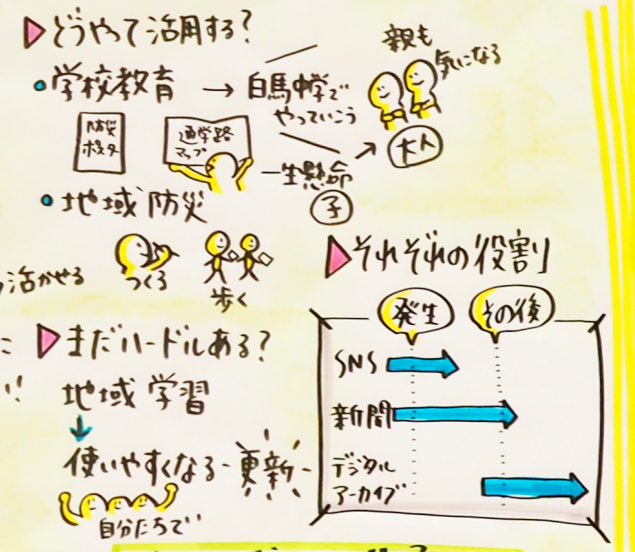 どうやって活用する?
・学校教育 → 白馬中学で
やっていこう
親も
気になる
防災
ポスター
通学路
マップ
一生懸命
子
大人
・地域防災
つくる
歩く
活かせる
まだハードルある?
地域学習
使いやすくなる
更新
自分たちで
それぞれの役割
発生
その後
SNS
新聞
デジタル
アーカイブ